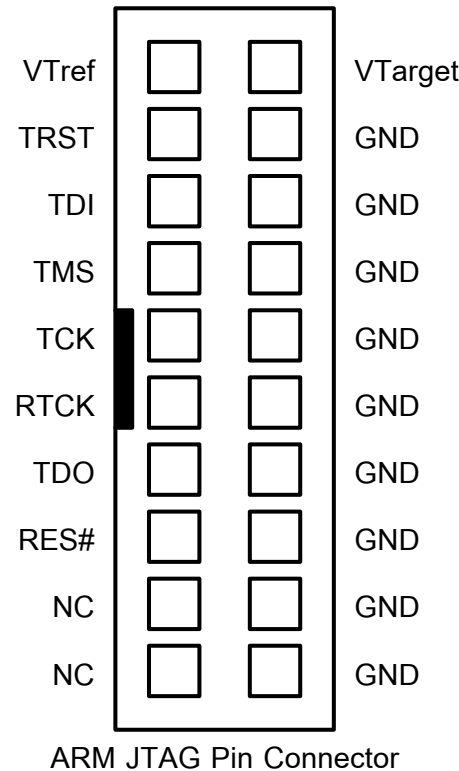 VTref VTarget
TRST GND
TDI GND
TMS GND
TCK GND
RTCK GND
TDO GND
RES# GND
NC GND
NC GND
ARM JTAG Pin Connector